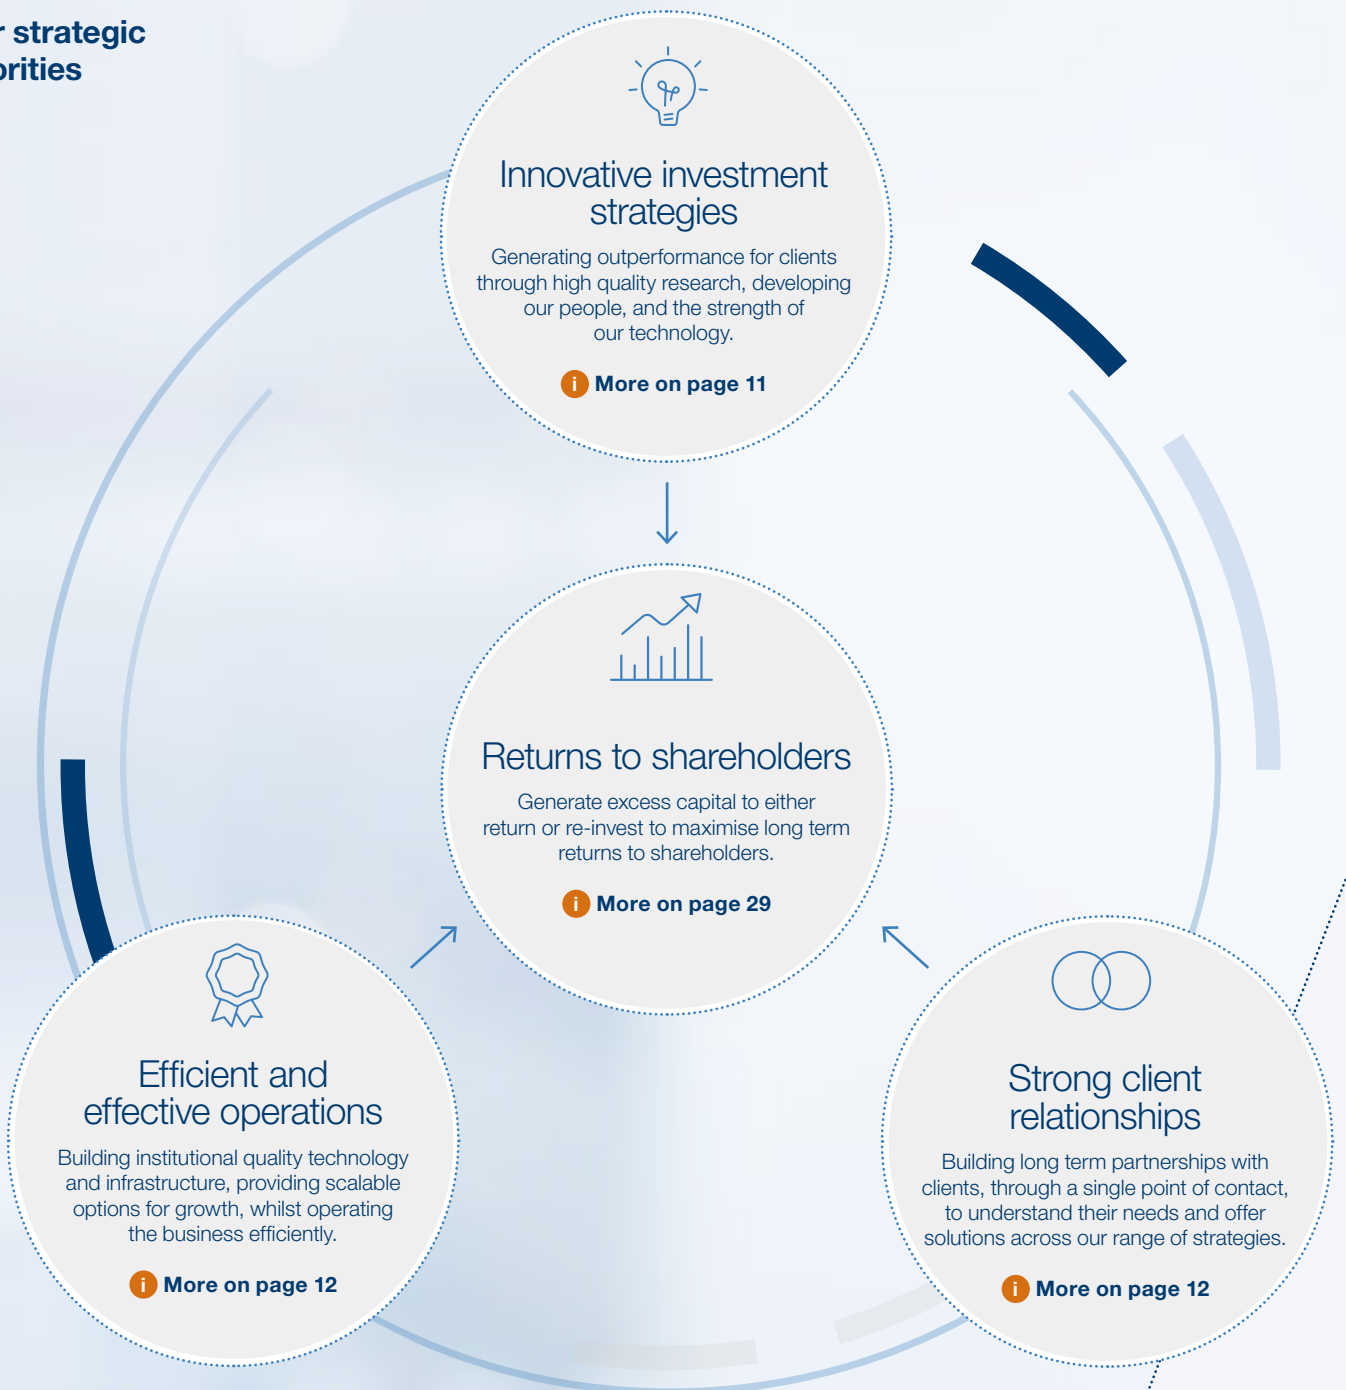 strategic
Innovative investment
strategies
Generating outperformance for clients
through high quality research, developing
our people, and the strength of
our technology.
i More on page 11
Returns to shareholders
Generate excess capital to either
return or re-invest to maximise long term
returns to shareholders.
i More on page 29
Efficient and
effective operations
Building institutional quality technology
and infrastructure, providing scalable
options for growth, whilst operating
the business efficiently.
i More on page 12
Strong client
relationships
Building long term partnerships with
clients, through a single point of contact,
to understand their needs and offer
solutions across our range of strategies.
i More on page 12